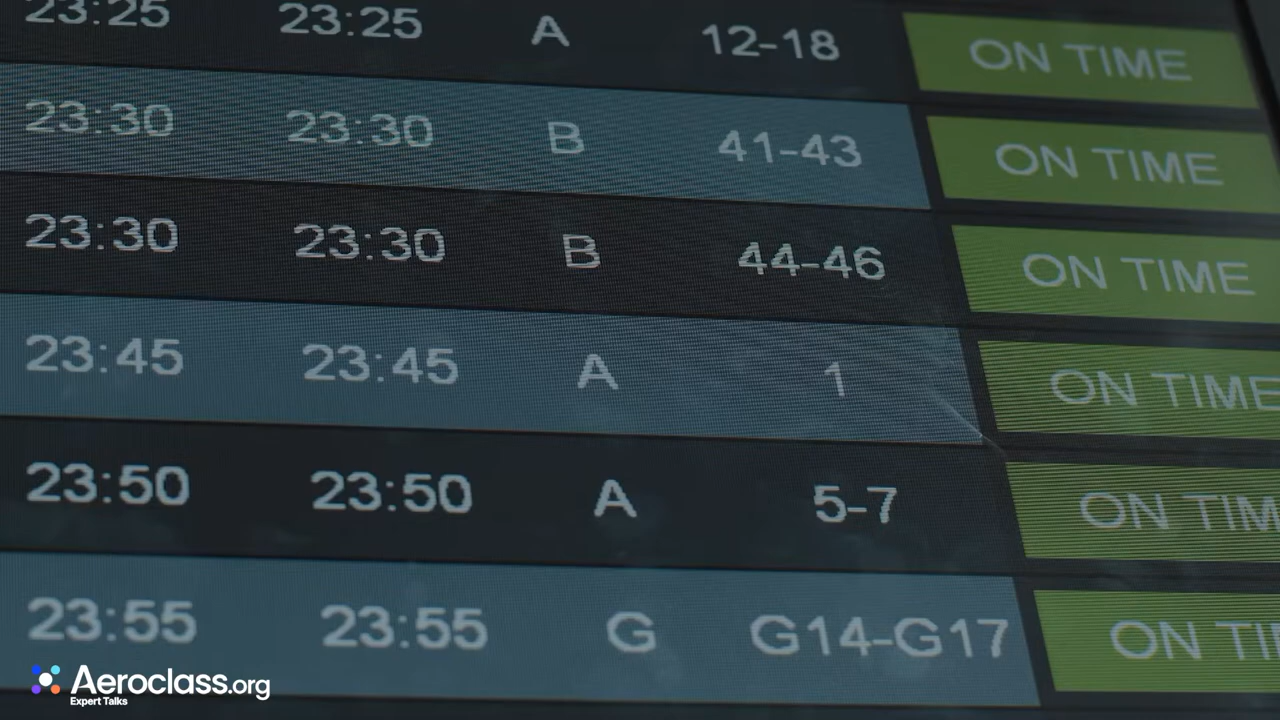 23:25 23:25 A 12-18 ON TIME
23:30 23:30 B 41-43 ON TIME
23:30 23:30 B 44-46 ON TIME
23:45 23:45 A 1 ON TIME
23:50 23:50 A 5-7 ON TIM
23:55 23:55 G G14-G17 ON TI
Aeroclass.org
Expert Talks